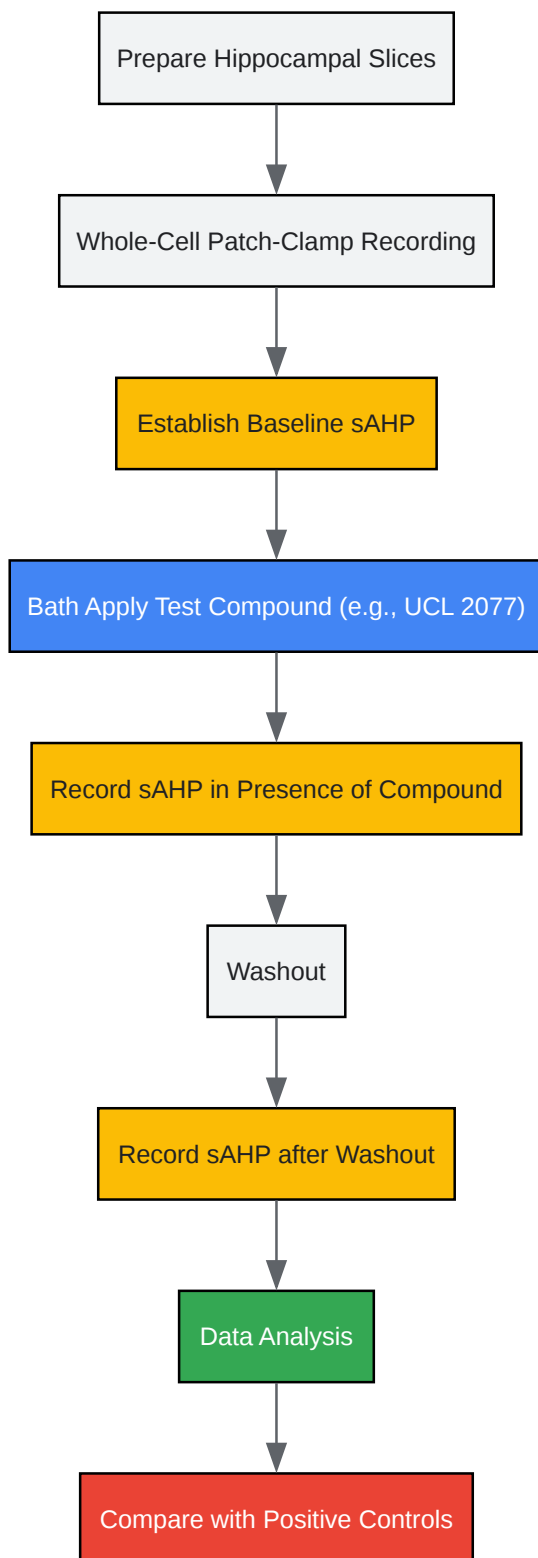 Prepare Hippocampal Slices
Whole-Cell Patch-Clamp Recording
Establish Baseline sAHP
Bath Apply Test Compound (e.g., UCL 2077)
Record sAHP in Presence of Compound
Washout
Record sAHP after Washout
Data Analysis
Compare with Positive Controls